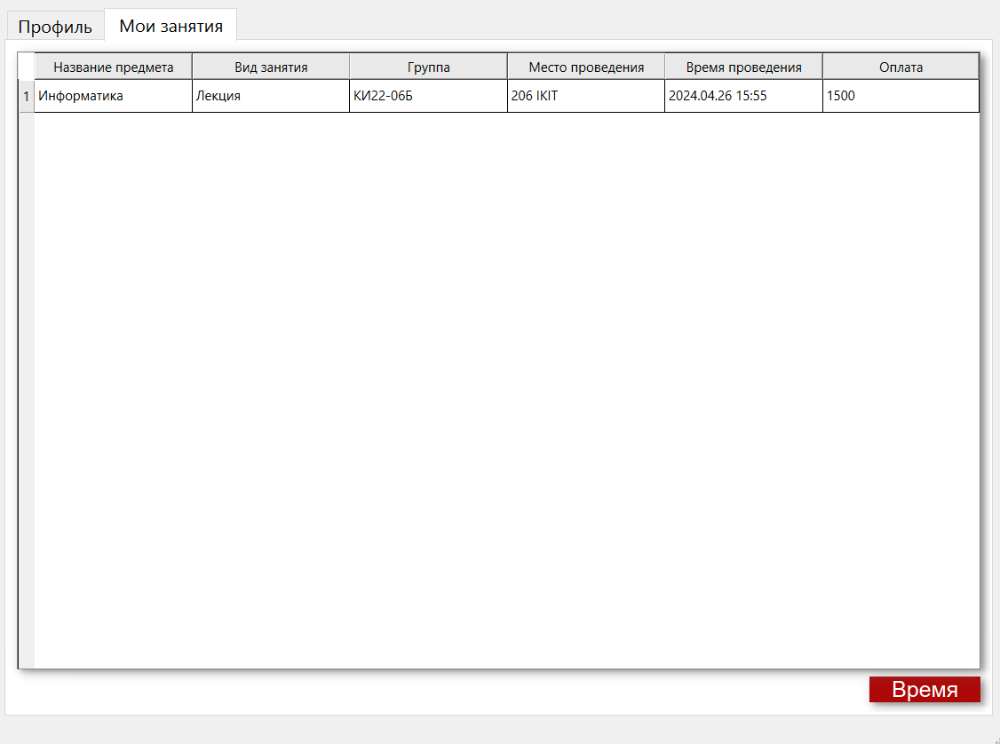 Профиль Мои занятия
Название предмета Вид занятия Группа Место проведения Время проведения Оплата
1 Информатика Лекция КИ22-06Б 206 IKIT 2024.04.26 15:55 1500
Время